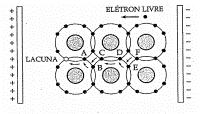 ELÉTRON LIVRE
LACUNA
A C D F
B E